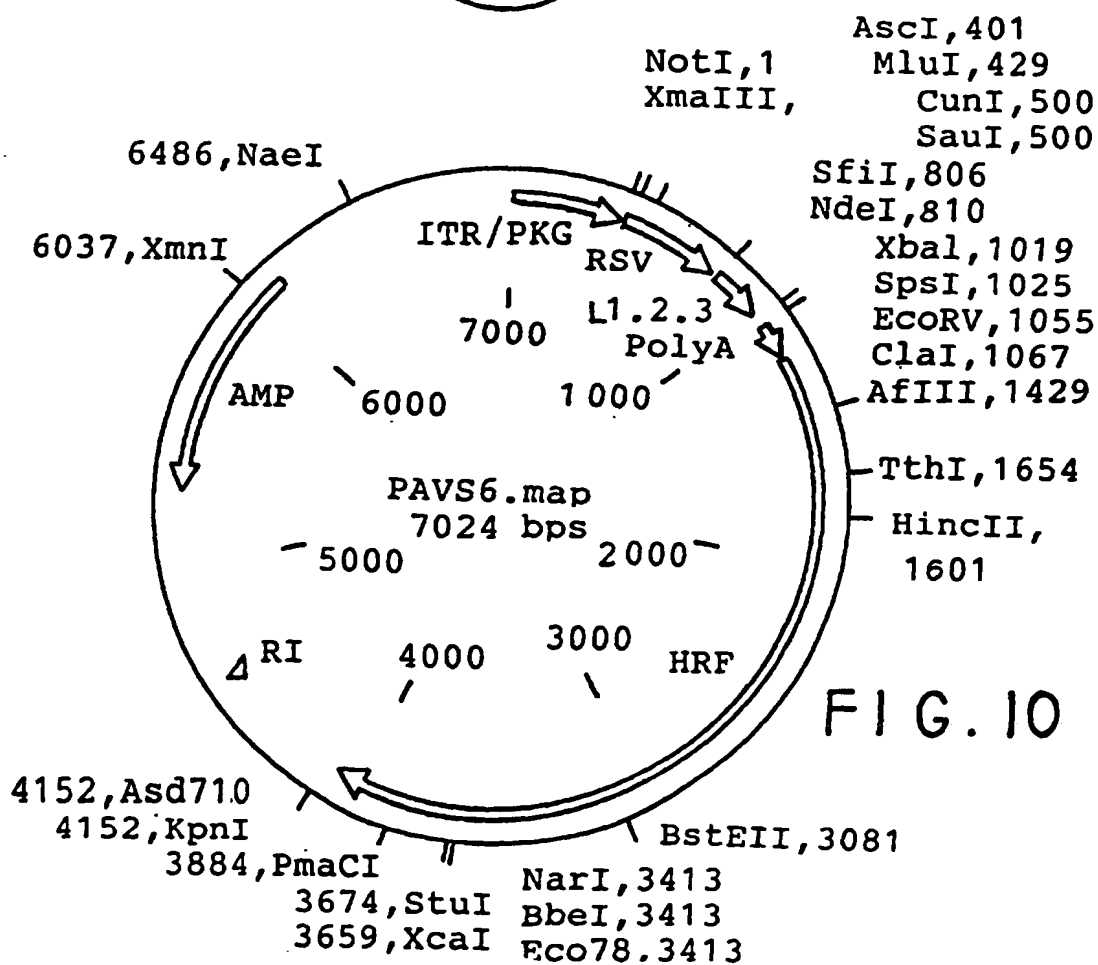 AscI,401
NotI,1
MluI,429
XmaIII,
CunI,500
SauI,500
6486,NaeI
SfiI,806
NdeI,810
6037,XmnI
ITR/PKG
RSV
Xbal,1019
SpsI,1025
L1.2.3
EcoRV,1055
7000
PolyA
ClaI,1067
AMP
6000
1000
AfIII,1429
TthI,1654
PAVS6.map
7024 bps
HincII,
1601
5000
2000
RI
4000
3000
HRF
FIG.10
4152,Asd710
4152,KpnI
BstEII,3081
3884,PmaCI
NarI,3413
3674,StuI
BbeI,3413
3659,XcaI
Eco78.3413